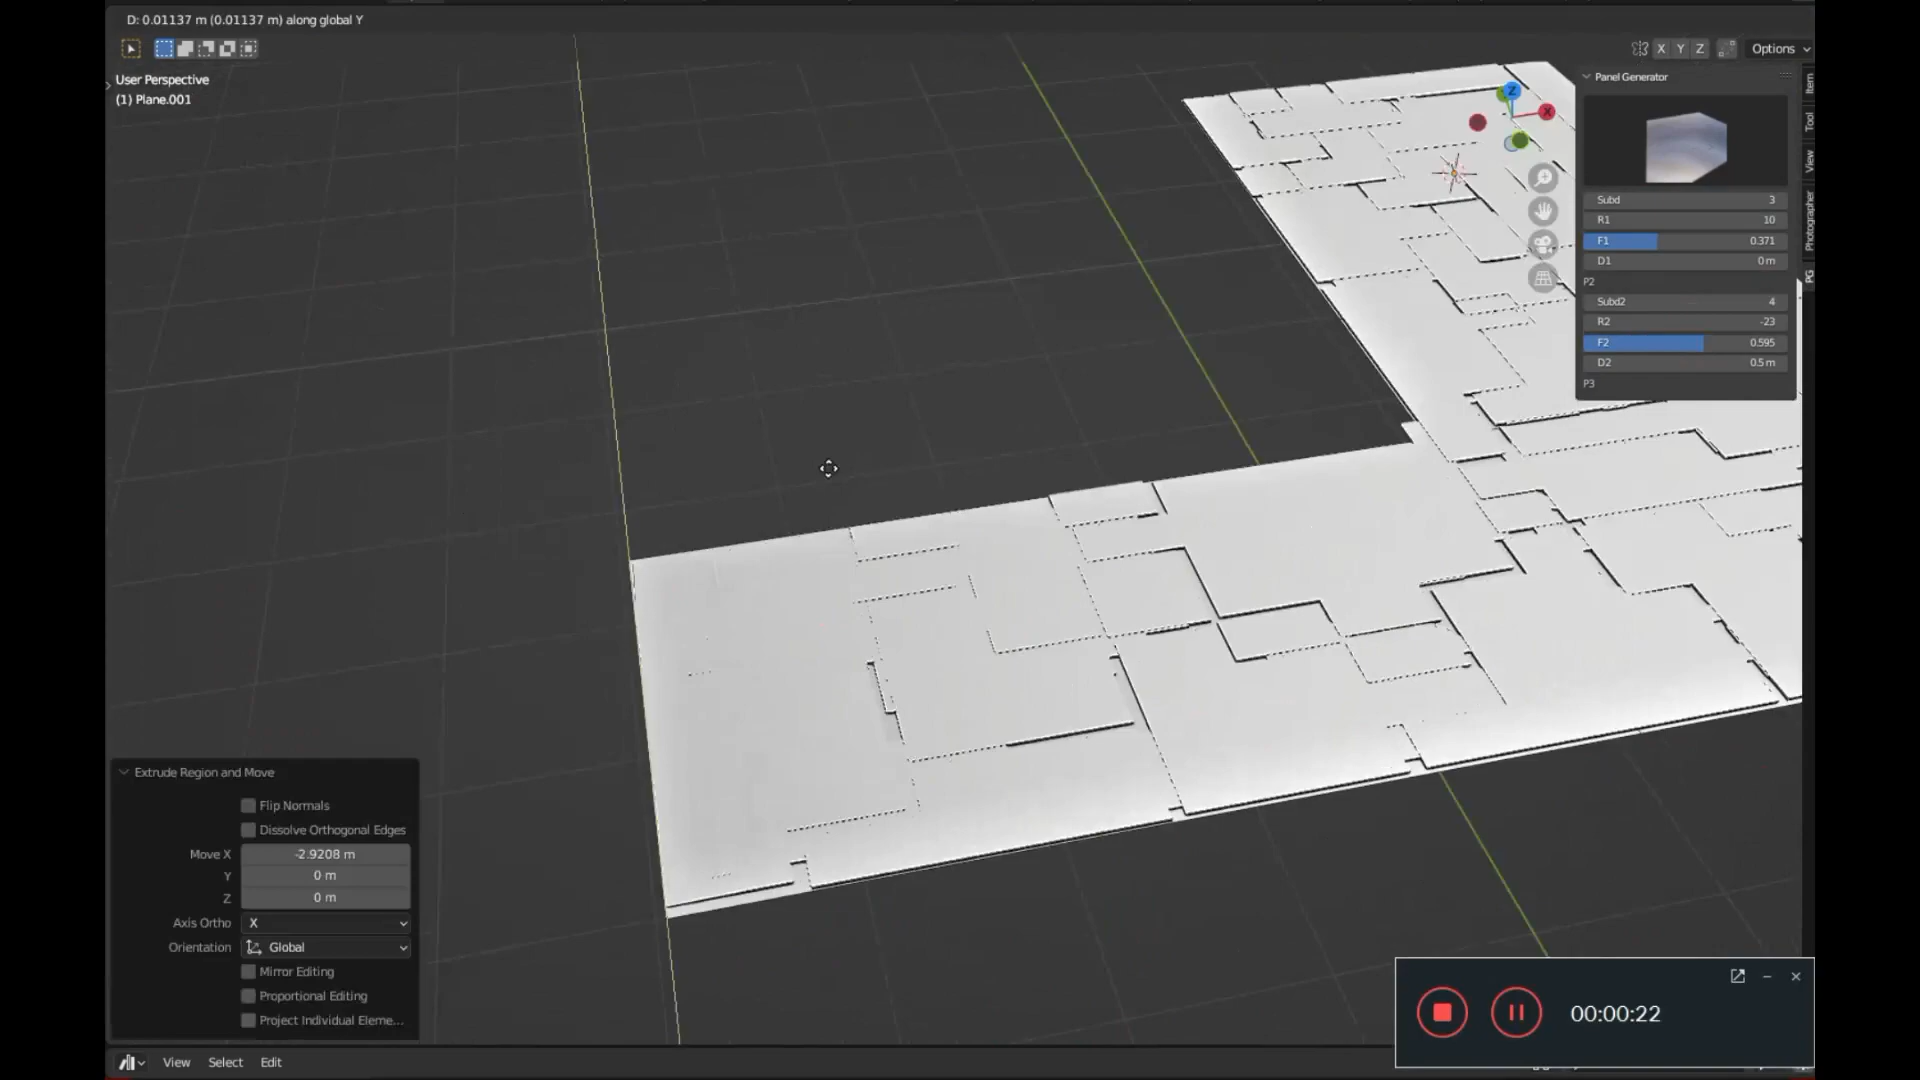 D: 0.01137 m (0.01137 m) along global Y
X Y Z Options
User Perspective
(1) Plane.001
Panel Generator
Z
X
Item
Tool
View
Photographer
PG
Subd 3
R1 10
F1 0.371
D1 0 m
P2
Subd2 4
R2 -23
F2 0.595
D2 0.5 m
P3
Extrude Region and Move
Flip Normals
Dissolve Orthogonal Edges
Move X -2.9208 m
Y 0 m
Z 0 m
Axis Ortho X
Orientation Global
Mirror Editing
Proportional Editing
Project Individual Eleme...
00:00:22
View Select Edit